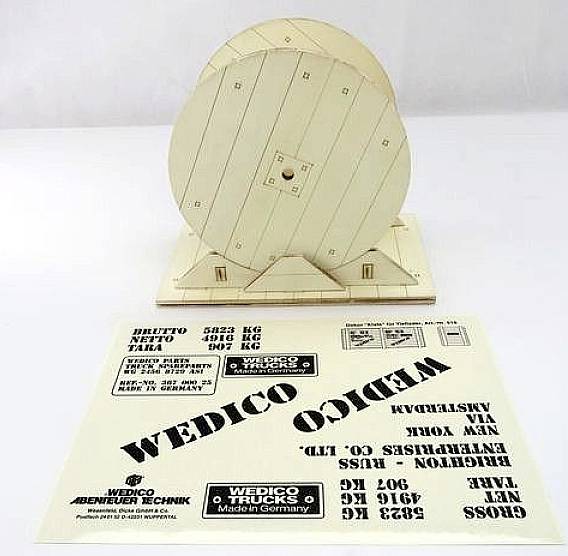 BRUTTO 5823 KG
NETTO 4916 KG
TARA 907 KG
WEDICO PARTS
TRUCK SPAREPARTS
WG 2456 8729 ASI
REF.-NO. 367 000 25
MADE IN GERMANY
WEDICO
TRUCKS
Made in Germany
WEDICO
WEDICO
GROSS 5823 KG
NET 4916 KG
TARE 907 KG
BRIGHTON - RUSS
ENTERPRISES CO. LTD.
NEW YORK
VIA
AMSTERDAM
WEDICO
ABENTEUER TECHNIK
WEDICO
TRUCKS
Made in Germany